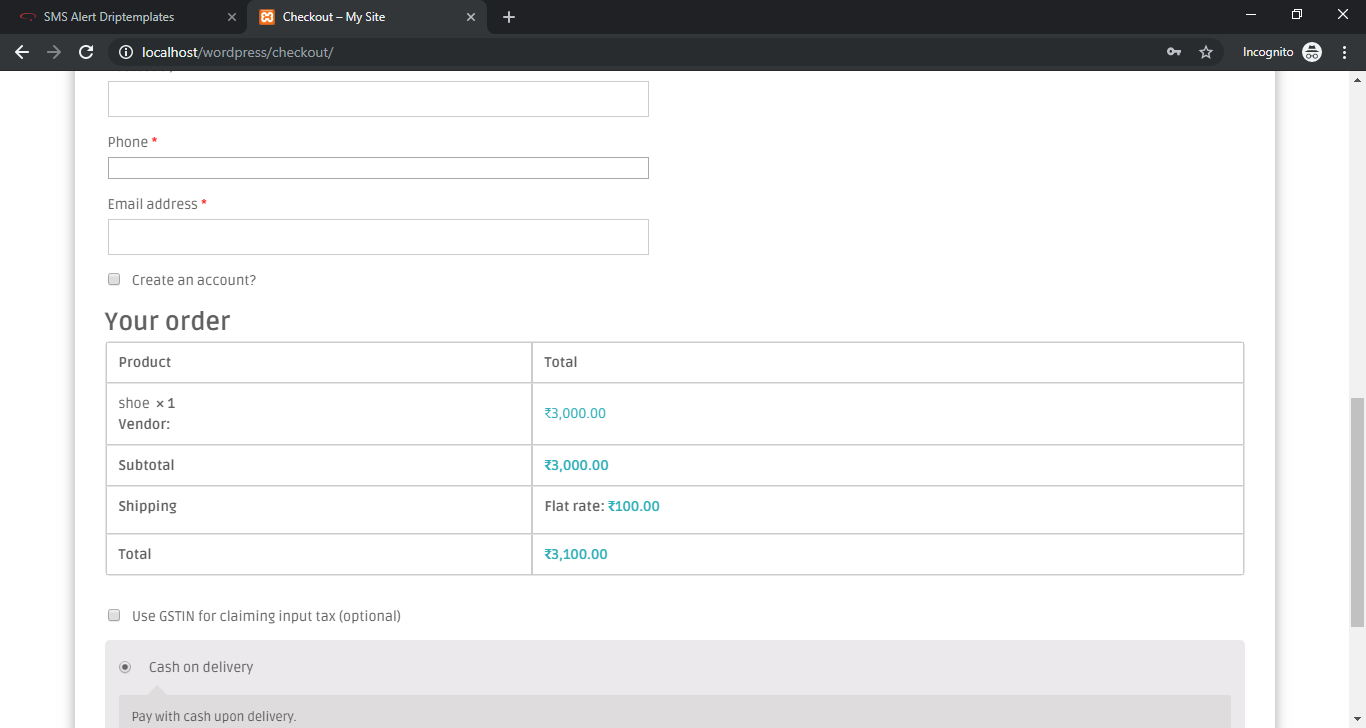 SMS Alert Driptemplates
Checkout – My Site
localhost/wordpress/checkout/
Incognito
Phone *
Email address *
Create an account?
Your order
Product Total
shoe × 1
Vendor:
₹3,000.00
Subtotal ₹3,000.00
Shipping Flat rate: ₹100.00
Total ₹3,100.00
Use GSTIN for claiming input tax (optional)
Cash on delivery
Pay with cash upon delivery.